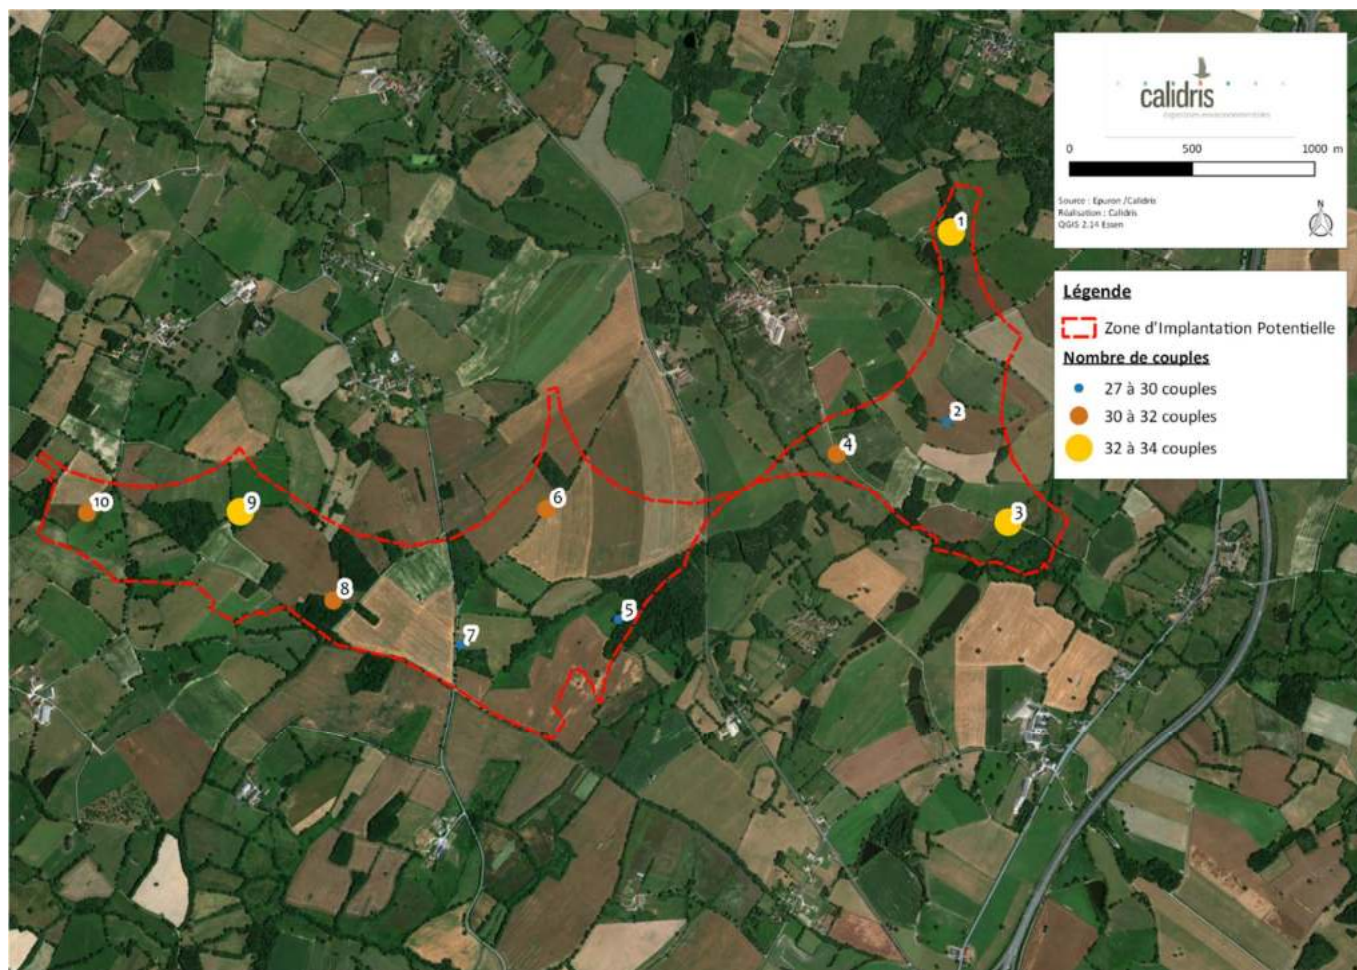 calidris
expertises environnementales
0 500 1000 m
Source : Epuron /Calidris
Réalisation : Calidris
QGIS 2.14 Essen
N
Légende
Zone d'Implantation Potentielle
Nombre de couples
27 à 30 couples
30 à 32 couples
32 à 34 couples
1
2
4
3
6
10
9
8
5
7